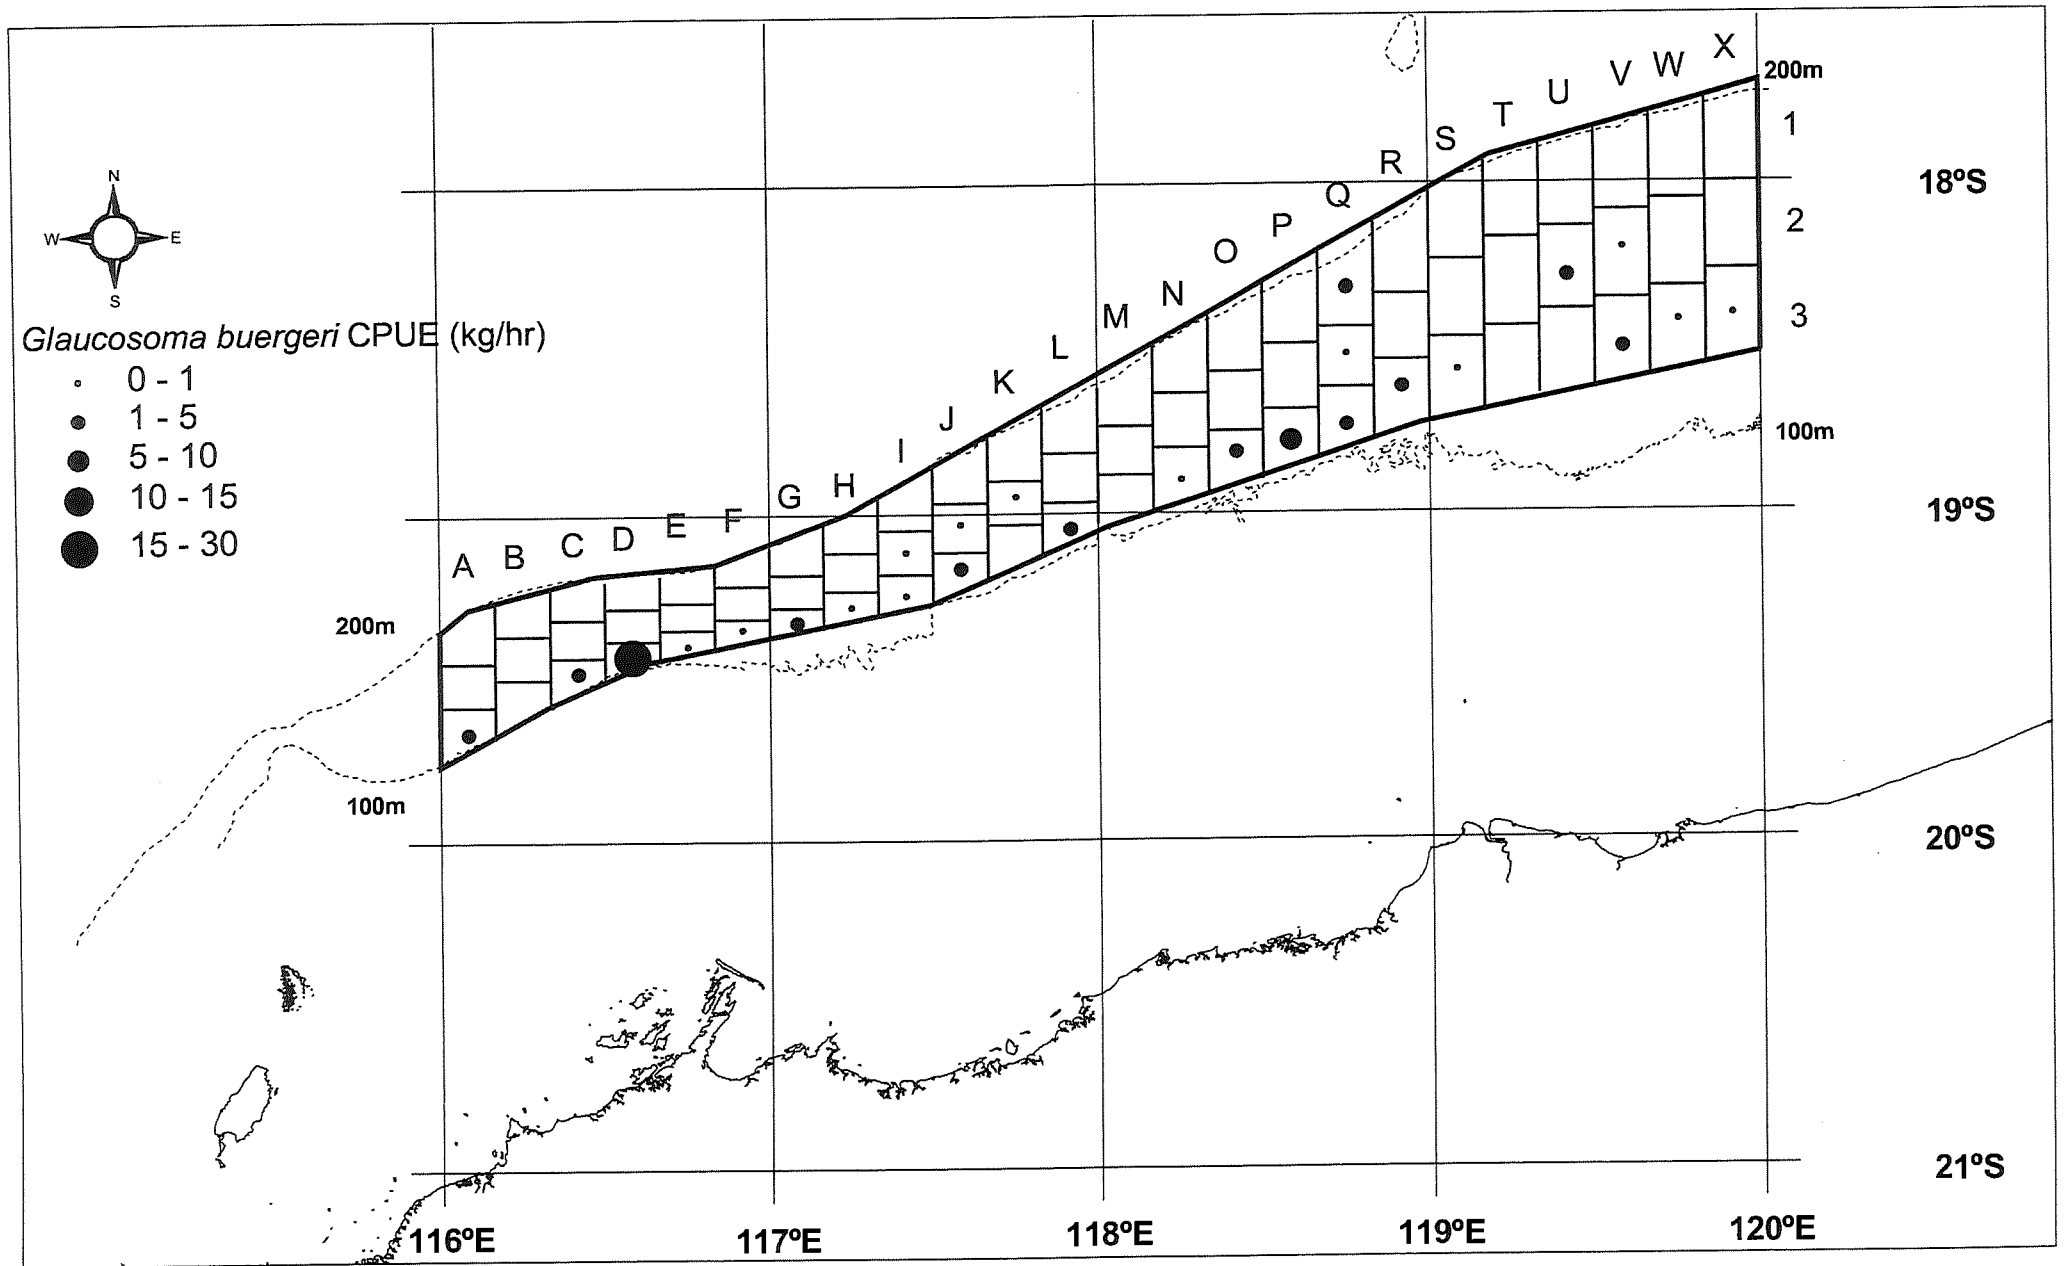 X
W
V
U
T
S
R
Q
P
O
N
M
L
K
J
I
H
G
F
E
D
C
B
A
200m
1
2
3
100m
18ºS
19ºS
20ºS
21ºS
N
W E
S
Glaucosoma buergeri CPUE (kg/hr)
0 - 1
1 - 5
5 - 10
10 - 15
15 - 30
200m
100m
116ºE 117ºE 118ºE 119ºE 120ºE